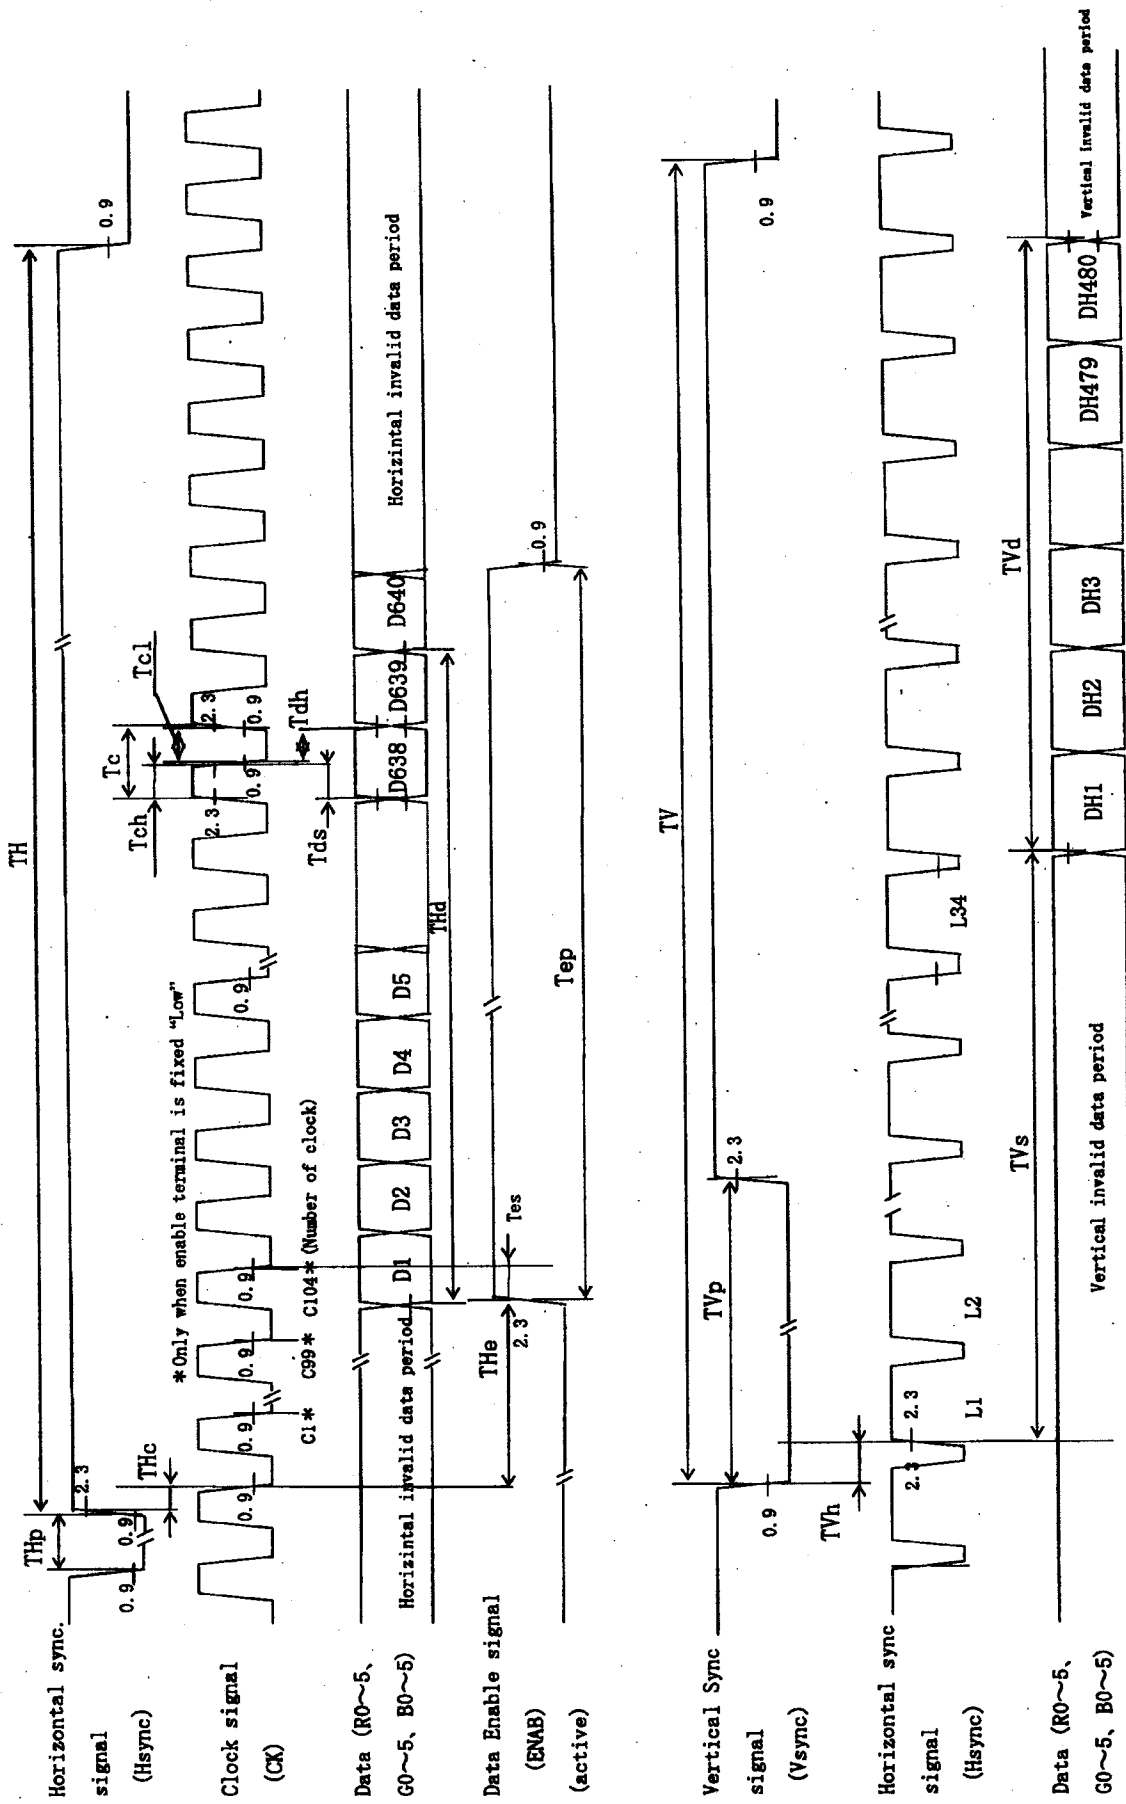 TH
Horizontal sync.
signal
(Hsync)
THp
0.9
0.9
2.3
THc
0.9
Clock signal
(CK)
*Only when enable terminal is fixed “Low”
0.9
0.9
0.9
0.9
0.9
C1*
C99*
C104*(Number of clock)
Tch
Tc
Tcl
2.3
0.9
2.3
0.9
Tds
Tdh
Data (R0～5、
G0～5、B0～5)
Horizintal invalid data period
D1
D2
D3
D4
D5
D638
D639
D640
Horizintal invalid data period
THd
Data Enable signal
(ENAB)
(active)
THe
2.3
Tes
Tep
0.9
TV
Vertical Sync
signal
(Vsync)
0.9
TVp
2.3
0.9
TVh
Horizontal sync
signal
(Hsync)
2.3
2.3
L1
L2
L34
TVs
TVd
Data (R0～5、
G0～5、B0～5)
Vertical invalid data period
DH1
DH2
DH3
DH479
DH480
Vertical invalid data period